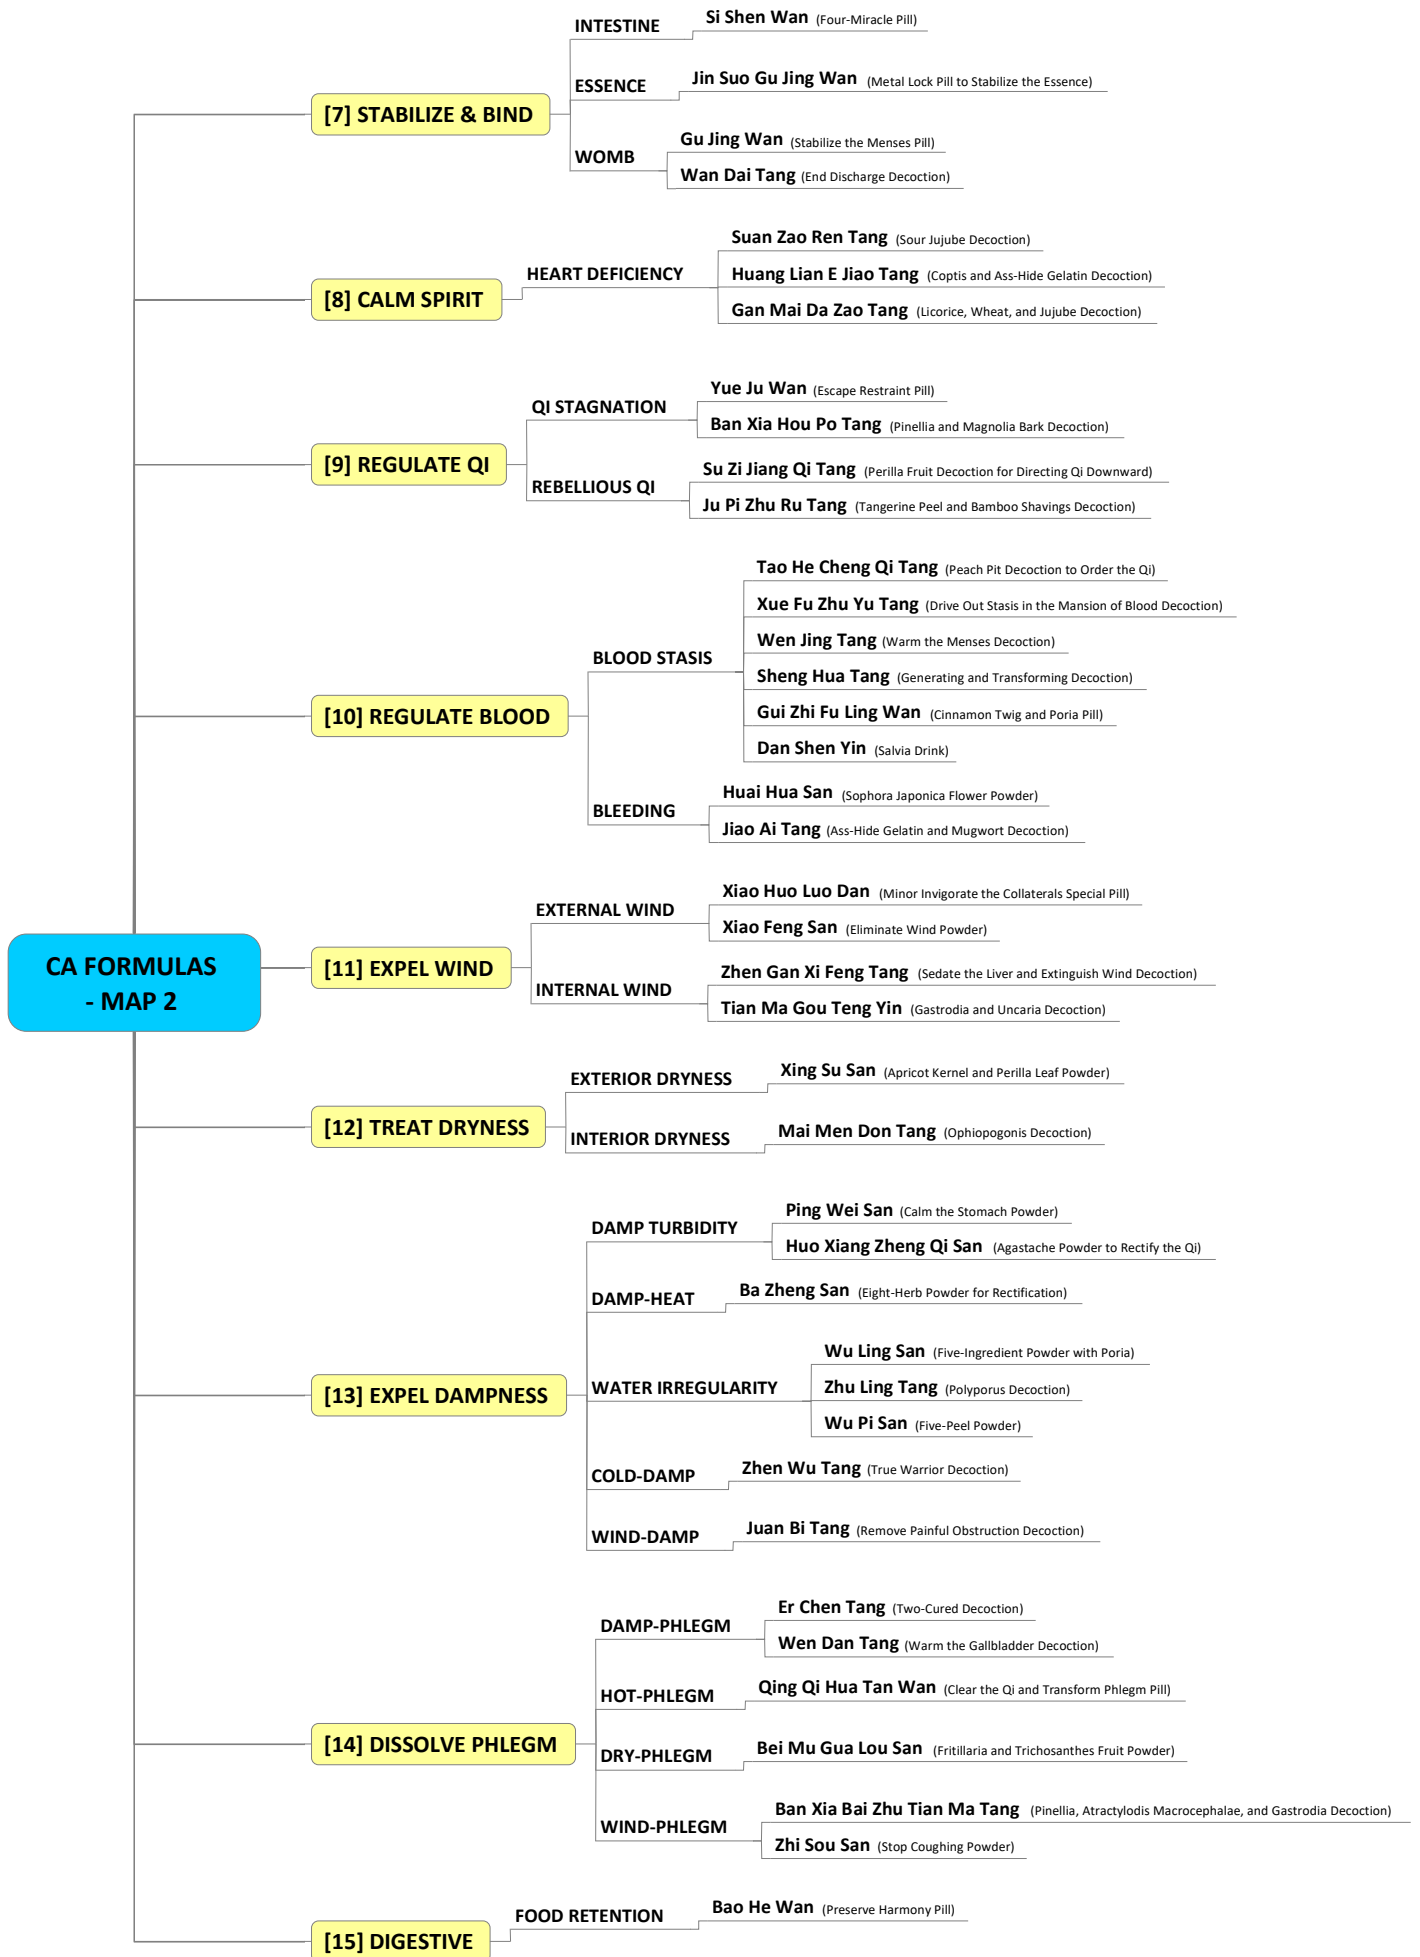 CA FORMULAS
- MAP 2
[7] STABILIZE & BIND
INTESTINE
Si Shen Wan (Four-Miracle Pill)
ESSENCE
Jin Suo Gu Jing Wan (Metal Lock Pill to Stabilize the Essence)
WOMB
Gu Jing Wan (Stabilize the Menses Pill)
Wan Dai Tang (End Discharge Decoction)
[8] CALM SPIRIT
HEART DEFICIENCY
Suan Zao Ren Tang (Sour Jujube Decoction)
Huang Lian E Jiao Tang (Coptis and Ass-Hide Gelatin Decoction)
Gan Mai Da Zao Tang (Licorice, Wheat, and Jujube Decoction)
[9] REGULATE QI
QI STAGNATION
Yue Ju Wan (Escape Restraint Pill)
Ban Xia Hou Po Tang (Pinellia and Magnolia Bark Decoction)
REBELLIOUS QI
Su Zi Jiang Qi Tang (Perilla Fruit Decoction for Directing Qi Downward)
Ju Pi Zhu Ru Tang (Tangerine Peel and Bamboo Shavings Decoction)
[10] REGULATE BLOOD
BLOOD STASIS
Tao He Cheng Qi Tang (Peach Pit Decoction to Order the Qi)
Xue Fu Zhu Yu Tang (Drive Out Stasis in the Mansion of Blood Decoction)
Wen Jing Tang (Warm the Menses Decoction)
Sheng Hua Tang (Generating and Transforming Decoction)
Gui Zhi Fu Ling Wan (Cinnamon Twig and Poria Pill)
Dan Shen Yin (Salvia Drink)
BLEEDING
Huai Hua San (Sophora Japonica Flower Powder)
Jiao Ai Tang (Ass-Hide Gelatin and Mugwort Decoction)
[11] EXPEL WIND
EXTERNAL WIND
Xiao Huo Luo Dan (Minor Invigorate the Collaterals Special Pill)
Xiao Feng San (Eliminate Wind Powder)
INTERNAL WIND
Zhen Gan Xi Feng Tang (Sedate the Liver and Extinguish Wind Decoction)
Tian Ma Gou Teng Yin (Gastrodia and Uncaria Decoction)
[12] TREAT DRYNESS
EXTERIOR DRYNESS
Xing Su San (Apricot Kernel and Perilla Leaf Powder)
INTERIOR DRYNESS
Mai Men Don Tang (Ophiopogonis Decoction)
[13] EXPEL DAMPNESS
DAMP TURBIDITY
Ping Wei San (Calm the Stomach Powder)
Huo Xiang Zheng Qi San (Agastache Powder to Rectify the Qi)
DAMP-HEAT
Ba Zheng San (Eight-Herb Powder for Rectification)
WATER IRREGULARITY
Wu Ling San (Five-Ingredient Powder with Poria)
Zhu Ling Tang (Polyporus Decoction)
Wu Pi San (Five-Peel Powder)
COLD-DAMP
Zhen Wu Tang (True Warrior Decoction)
WIND-DAMP
Juan Bi Tang (Remove Painful Obstruction Decoction)
[14] DISSOLVE PHLEGM
DAMP-PHLEGM
Er Chen Tang (Two-Cured Decoction)
Wen Dan Tang (Warm the Gallbladder Decoction)
HOT-PHLEGM
Qing Qi Hua Tan Wan (Clear the Qi and Transform Phlegm Pill)
DRY-PHLEGM
Bei Mu Gua Lou San (Fritillaria and Trichosanthes Fruit Powder)
WIND-PHLEGM
Ban Xia Bai Zhu Tian Ma Tang (Pinellia, Atractylodis Macrocephalae, and Gastrodia Decoction)
Zhi Sou San (Stop Coughing Powder)
[15] DIGESTIVE
FOOD RETENTION
Bao He Wan (Preserve Harmony Pill)